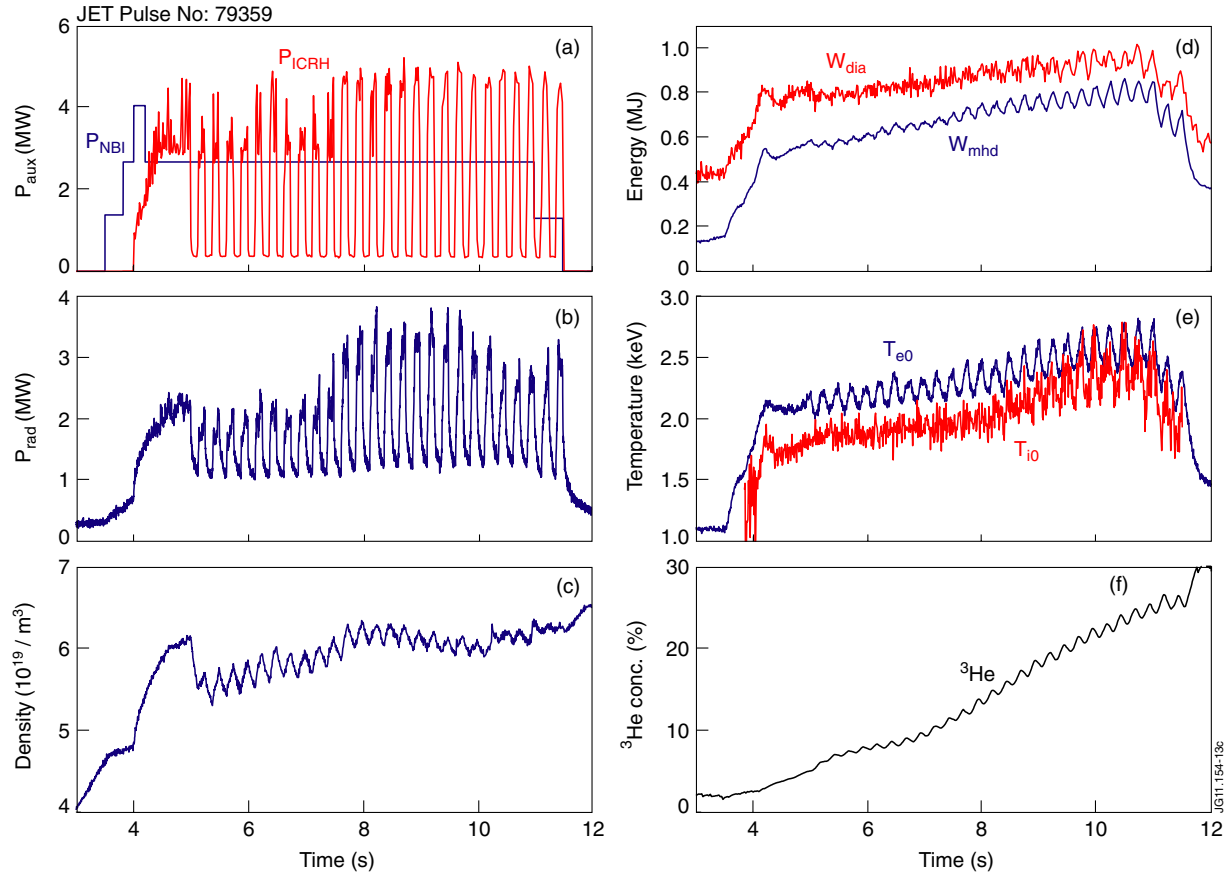 JET Pulse No: 79359
6
4
2
0
P_aux (MW)
P_ICRH
P_NBI
(a)
4
3
2
1
0
P_rad (MW)
(b)
7
6
5
4
Density (10^19 / m^3)
(c)
4
6
8
10
12
Time (s)
1.0
0.8
0.6
0.4
0.2
0
Energy (MJ)
W_dia
W_mhd
(d)
3.0
2.5
2.0
1.5
1.0
Temperature (keV)
T_e0
T_i0
(e)
30
20
10
0
^3He conc. (%)
^3He
(f)
4
6
8
10
12
Time (s)
JG11.154-13c